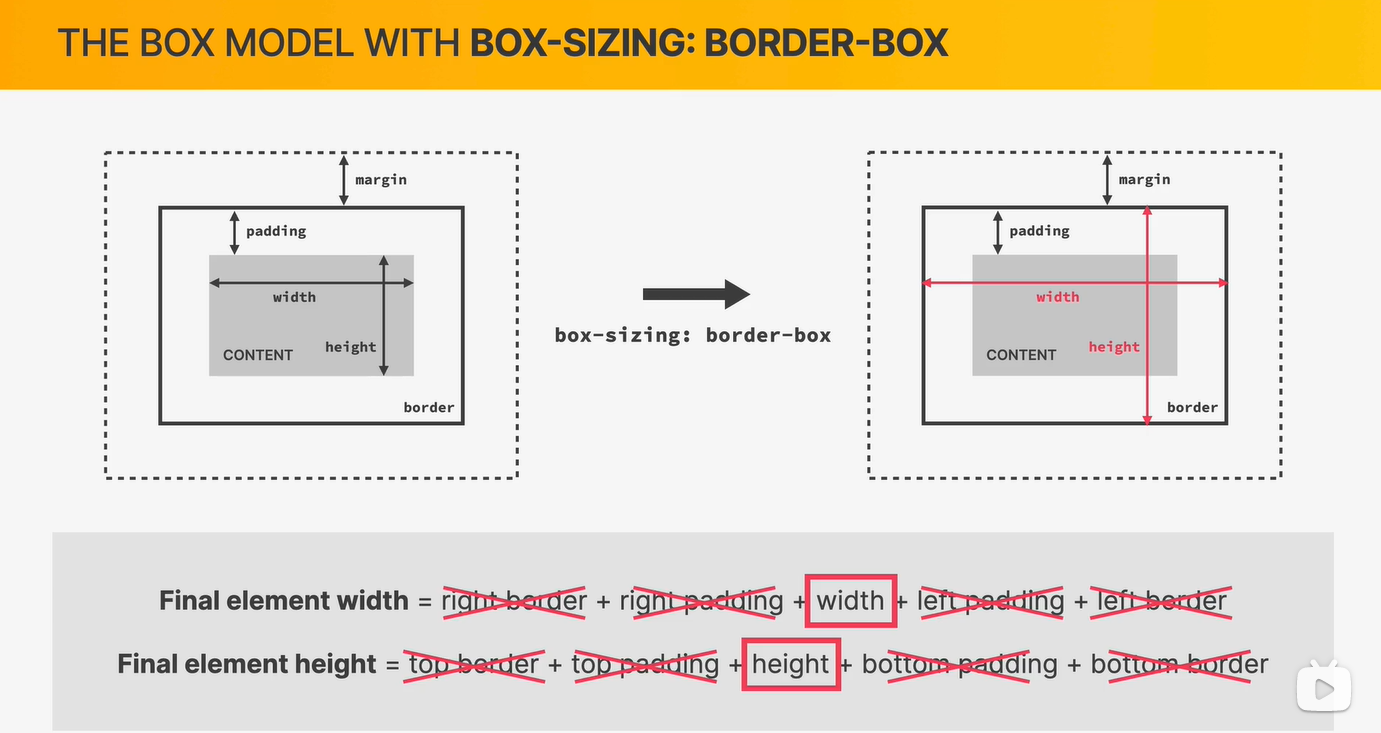 THE BOX MODEL WITH BOX-SIZING: BORDER-BOX
margin
padding
width
height
CONTENT
border
box-sizing: border-box
margin
padding
width
height
CONTENT
border
Final element width = right border + right padding + width + left padding + left border
Final element height = top border + top padding + height + bottom padding + bottom border